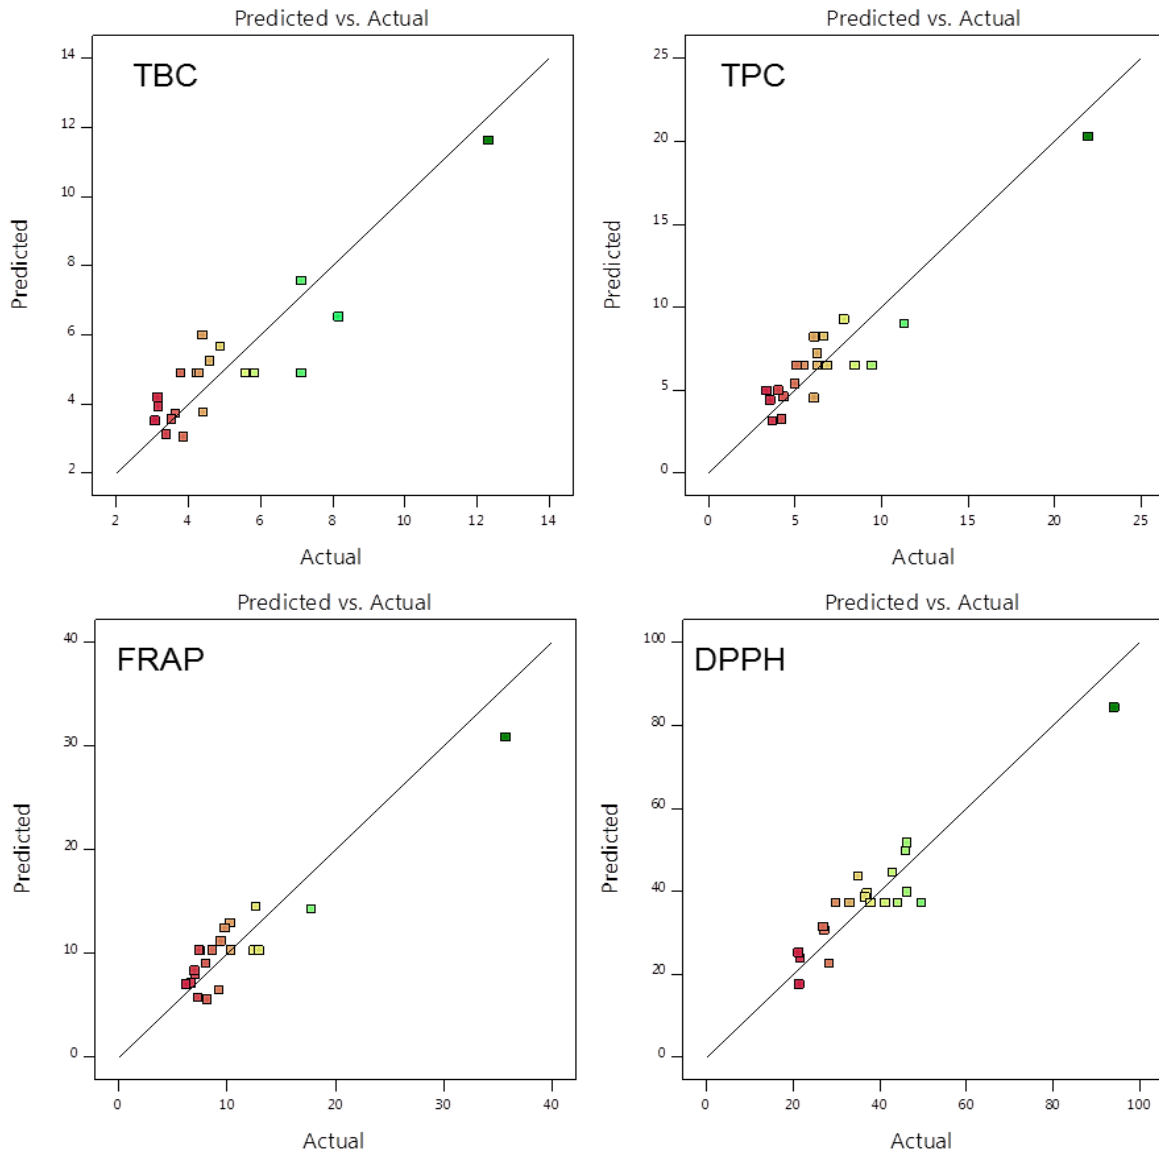 Predicted vs. Actual
TBC
14
12
10
8
6
4
2
Predicted
2 4 6 8 10 12 14
Actual
Predicted vs. Actual
TPC
25
20
15
10
5
0
Predicted
0 5 10 15 20 25
Actual
Predicted vs. Actual
FRAP
40
30
20
10
0
Predicted
0 10 20 30 40
Actual
Predicted vs. Actual
DPPH
100
80
60
40
20
0
Predicted
0 20 40 60 80 100
Actual